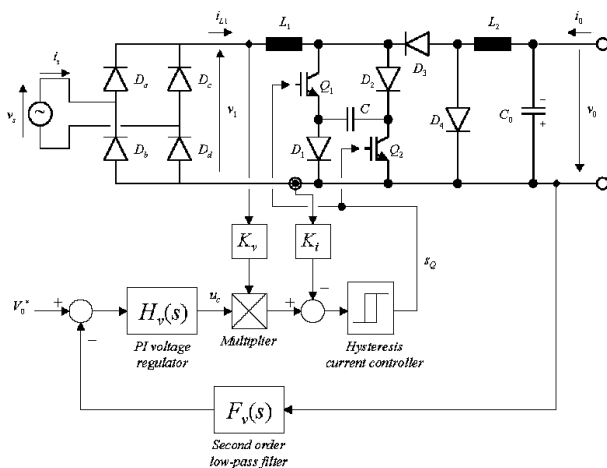 i_s
v_s
~
D_a
D_c
D_b
D_d
i_L1
v_1
L_1
Q_1
D_2
C
D_1
Q_2
D_3
L_2
D_4
C_0
−
+
i_0
v_0
K_v
K_i
s_Q
V_0*
+
−
H_v(s)
u_c
+
−
PI voltage
regulator
Multiplier
Hysteresis
current controller
F_v(s)
Second order
low-pass filter